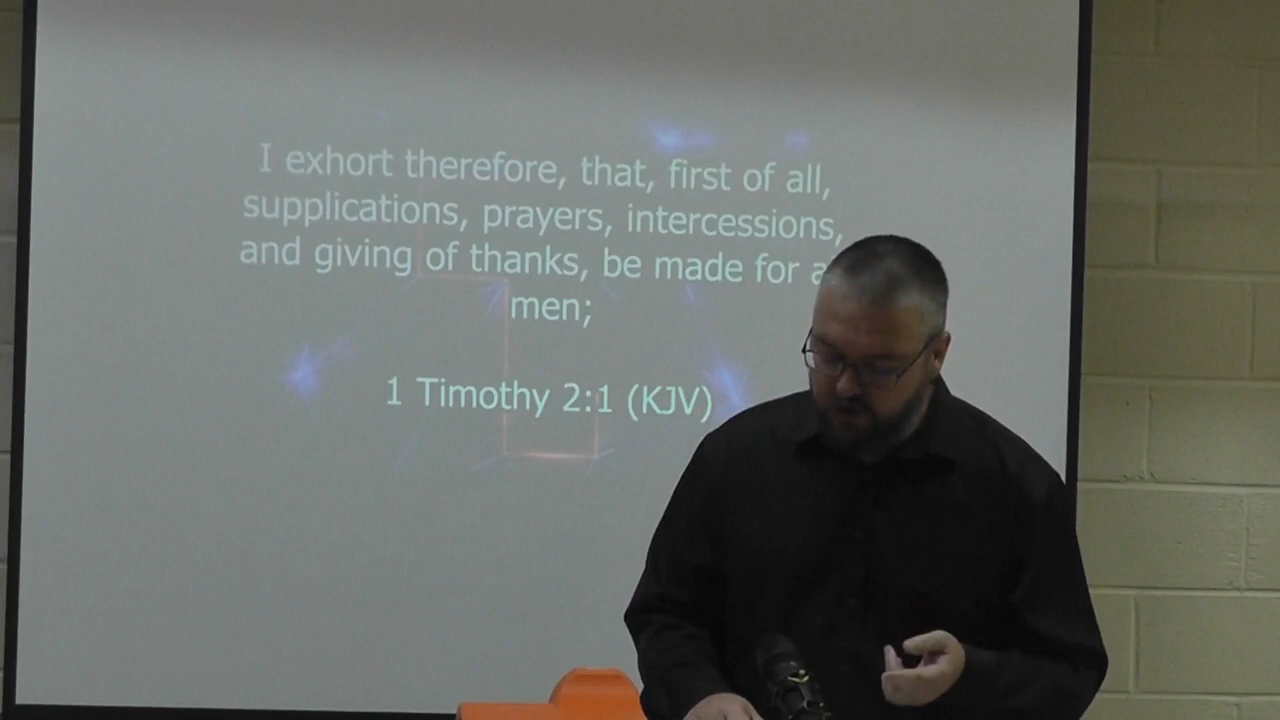 I exhort therefore, that, first of all,
supplications, prayers, intercessions,
and giving of thanks, be made for
men;
1 Timothy 2:1 (KJV)